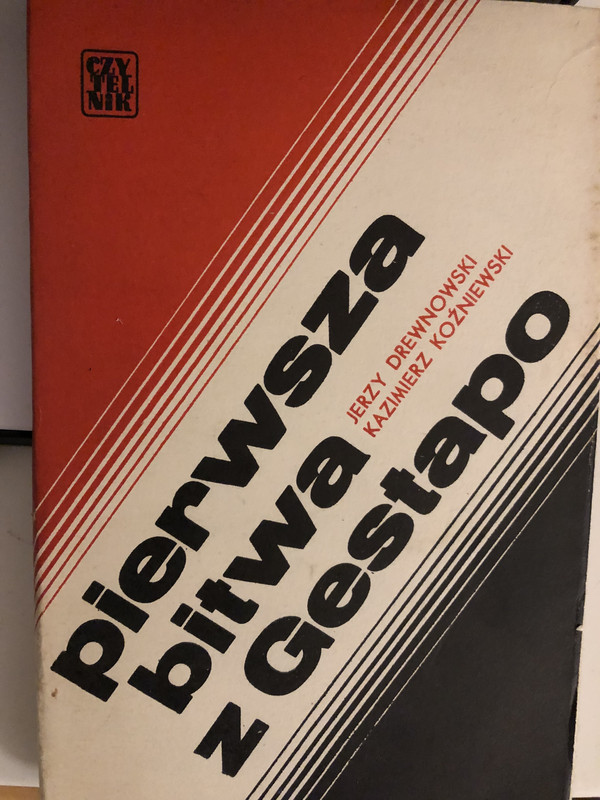 CZY
TEL
NIK
pierwsza
bitwa
JERZY DREWNOWSKI
KAZIMIERZ KOŹNIEWSKI
z Gestapo